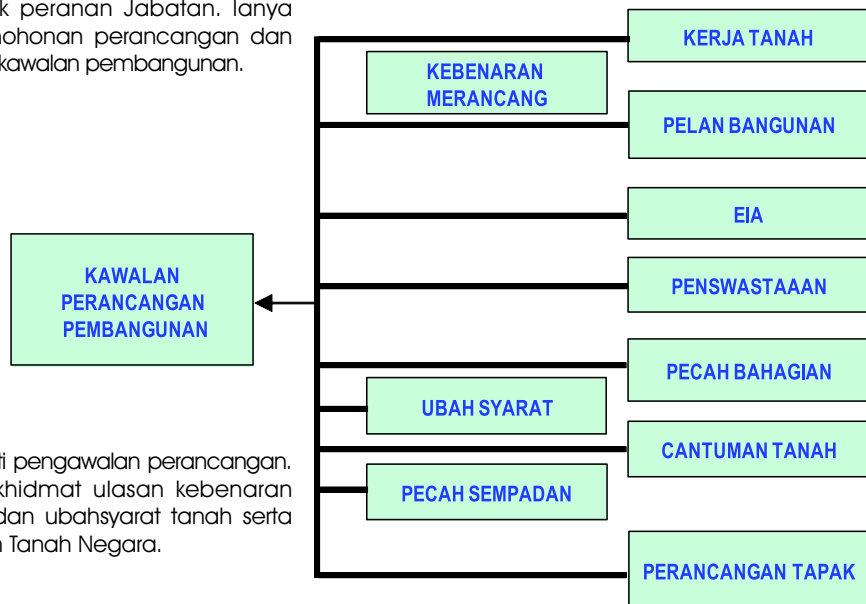 k peranan Jabatan. Ianya
ohonan perancangan dan
kawalan pembangunan.
KERJA TANAH
KEBENARAN
MERANCANG
PELAN BANGUNAN
EIA
KAWALAN
PERANCANGAN
PEMBANGUNAN
PENSWASTAAAN
PECAH BAHAGIAN
UBAH SYARAT
CANTUMAN TANAH
ti pengawalan perancangan.
khidmat ulasan kebenaran
dan ubahsyarat tanah serta
Tanah Negara.
PECAH SEMPADAN
PERANCANGAN TAPAK